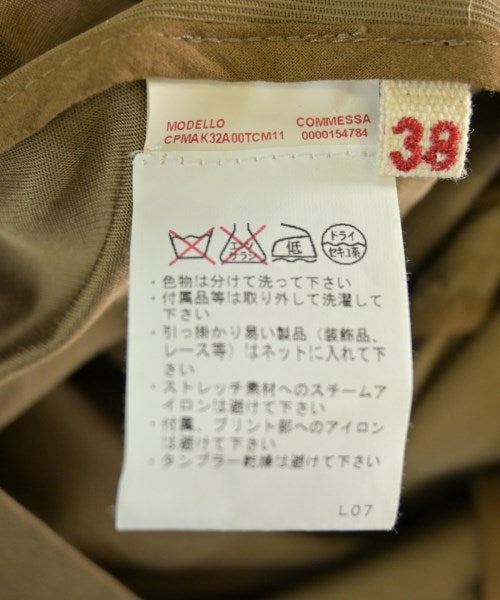 MODELLO COMMESSA
CPMAK32A00TCM11 0000154784
38
エンソ
サラシ
低
ドライ
セキユ系
・色物は分けて洗って下さい
・付属品等は取り外して洗濯して
下さい
・引っ掛かり易い製品（装飾品、
レース等）はネットに入れて下
さい
・ストレッチ素材へのスチームア
イロンは避けて下さい
・付属、プリント部へのアイロン
は避けて下さい
・タンブラー乾燥は避けて下さい
L07